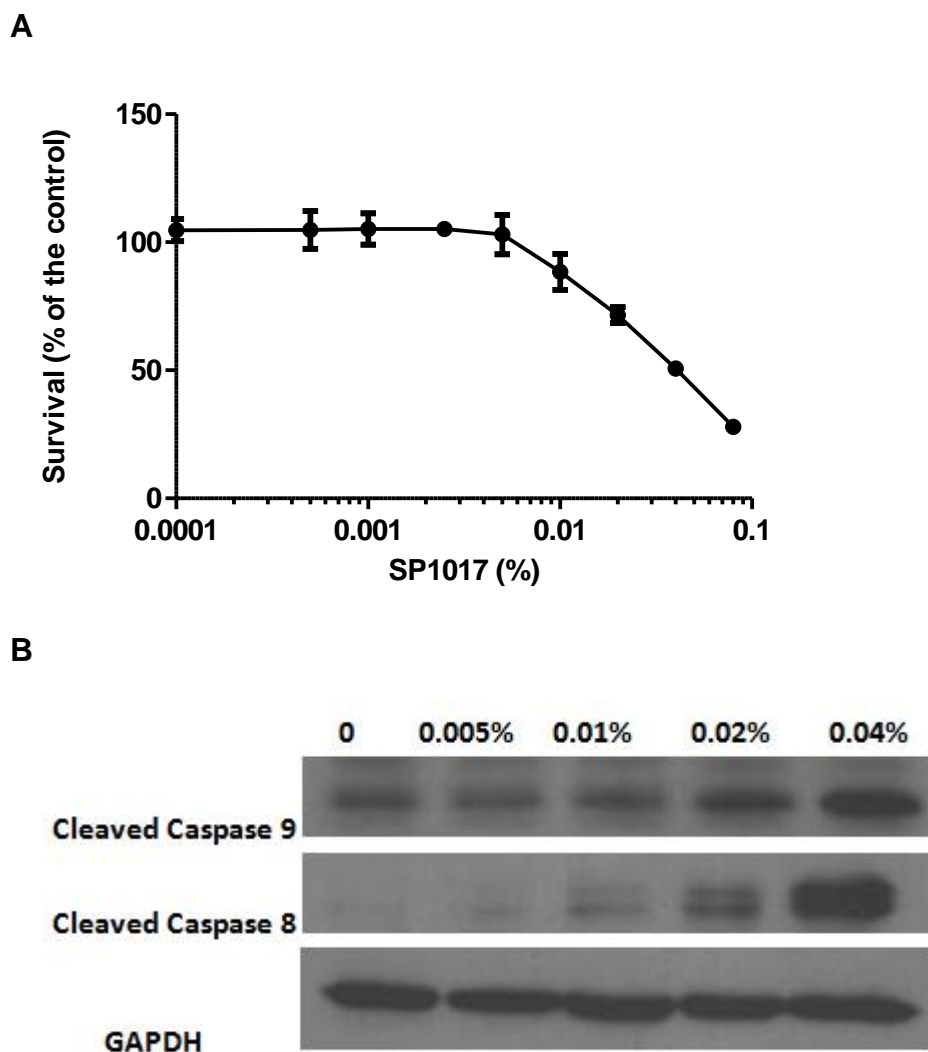 A
150
100
50
0
Survival (% of the control)
0.0001 0.001 0.01 0.1
SP1017 (%)
B
0 0.005% 0.01% 0.02% 0.04%
Cleaved Caspase 9
Cleaved Caspase 8
GAPDH